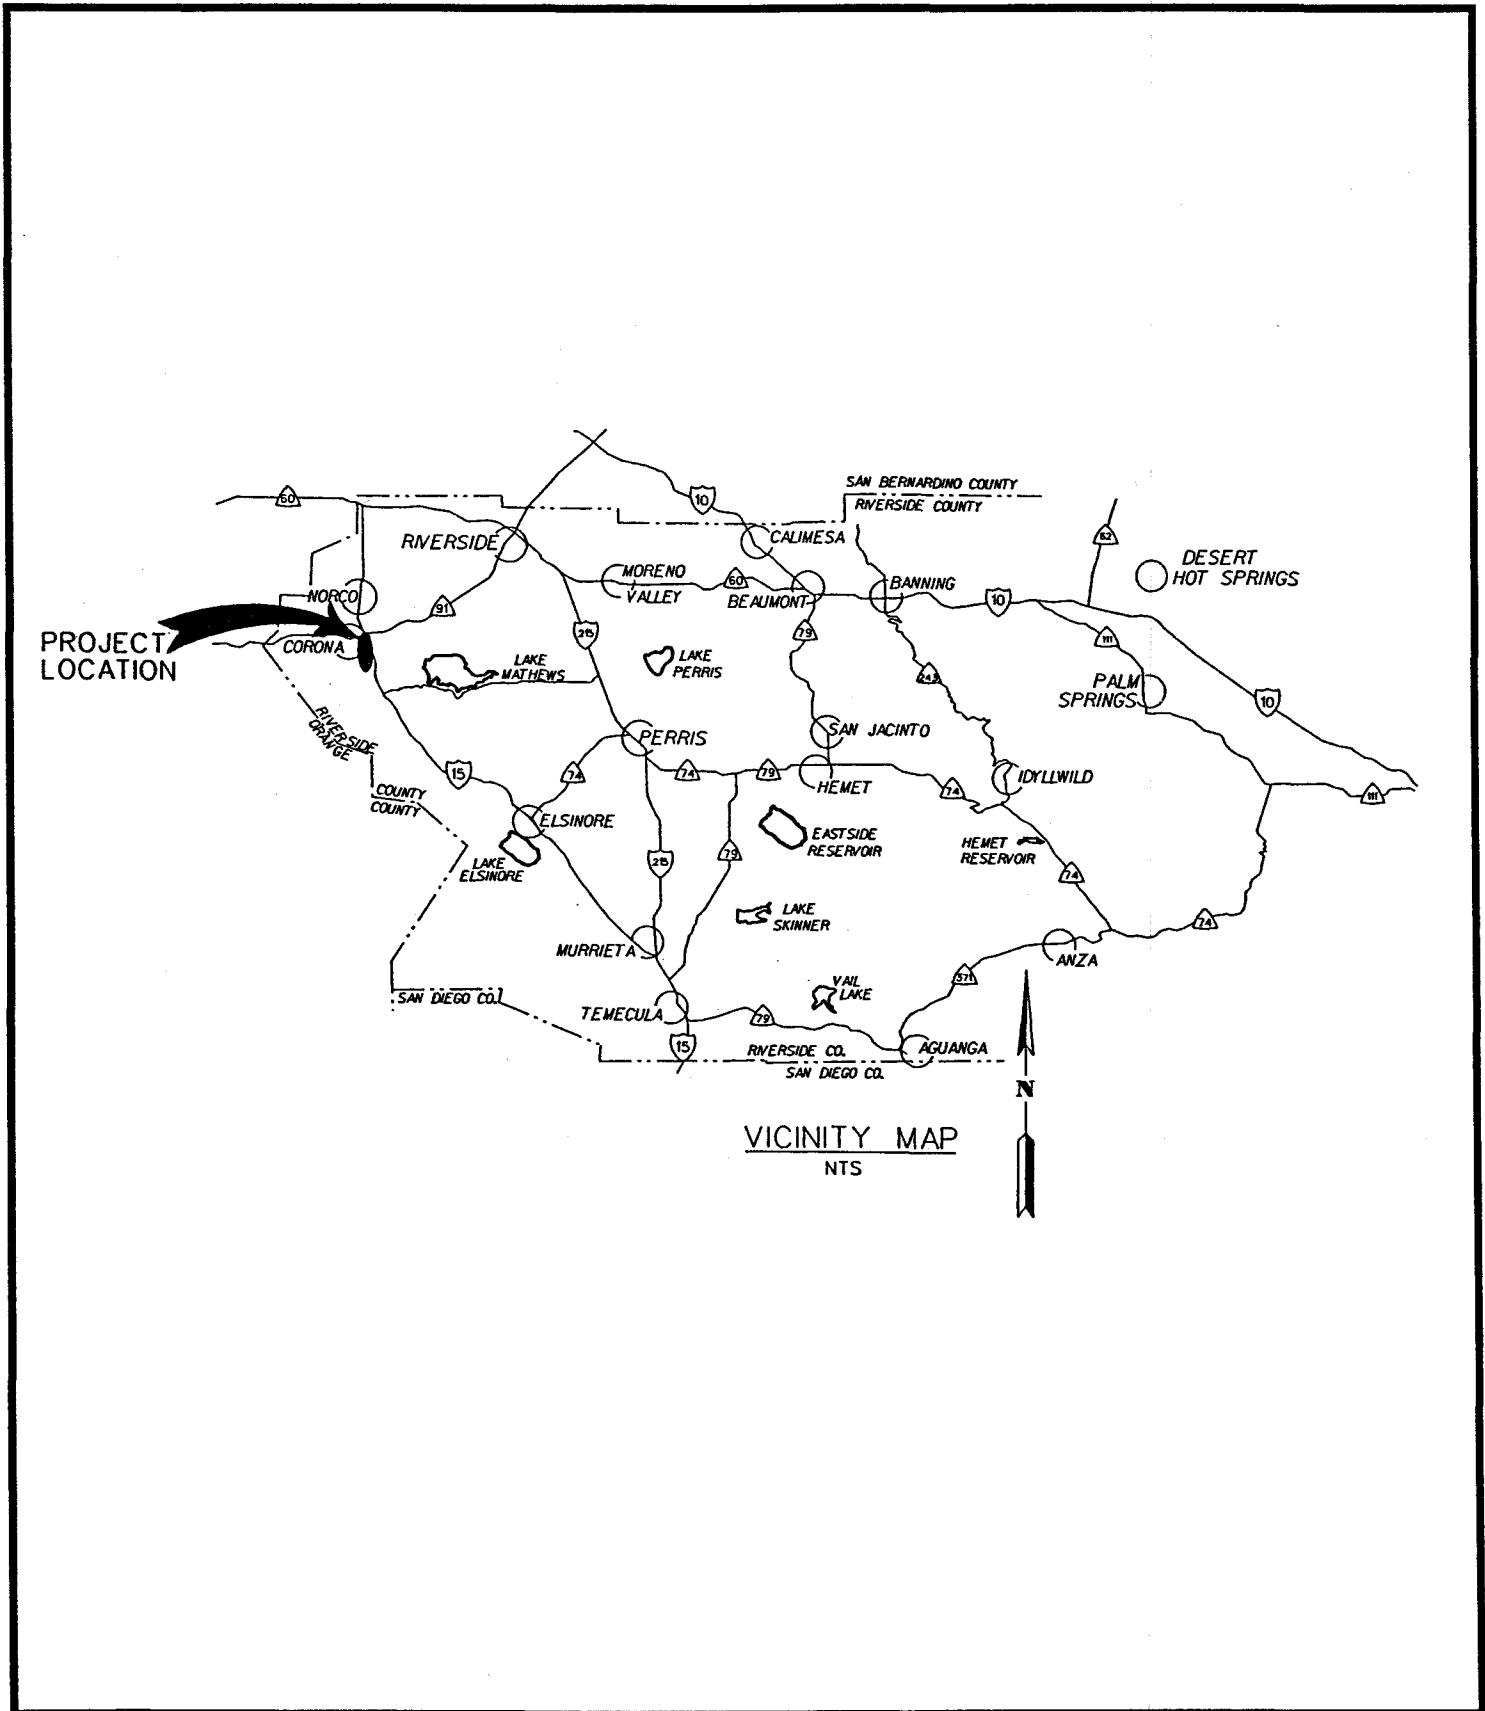 SAN BERNARDINO COUNTY
RIVERSIDE COUNTY
60
10
RIVERSIDE
CALIMESA
62
DESERT
HOT SPRINGS
MORENO
VALLEY
60
BEAUMONT
BANNING
10
NORCO
91
PROJECT
LOCATION
CORONA
215
79
111
LAKE
MATHEWS
LAKE
PERRIS
243
PALM
SPRINGS
10
RIVERSIDE
ORANGE
PERRIS
SAN JACINTO
15
74
74
79
HEMET
74
IDYLLWILD
111
COUNTY
COUNTY
ELSINORE
EASTSIDE
RESERVOIR
HEMET
RESERVOIR
LAKE
ELSINORE
215
79
74
LAKE
SKINNER
74
MURRIETA
ANZA
371
VAIL
LAKE
SAN DIEGO CO.
TEMECULA
79
15
RIVERSIDE CO.
AGUANGA
SAN DIEGO CO.
N
VICINITY MAP
NTS